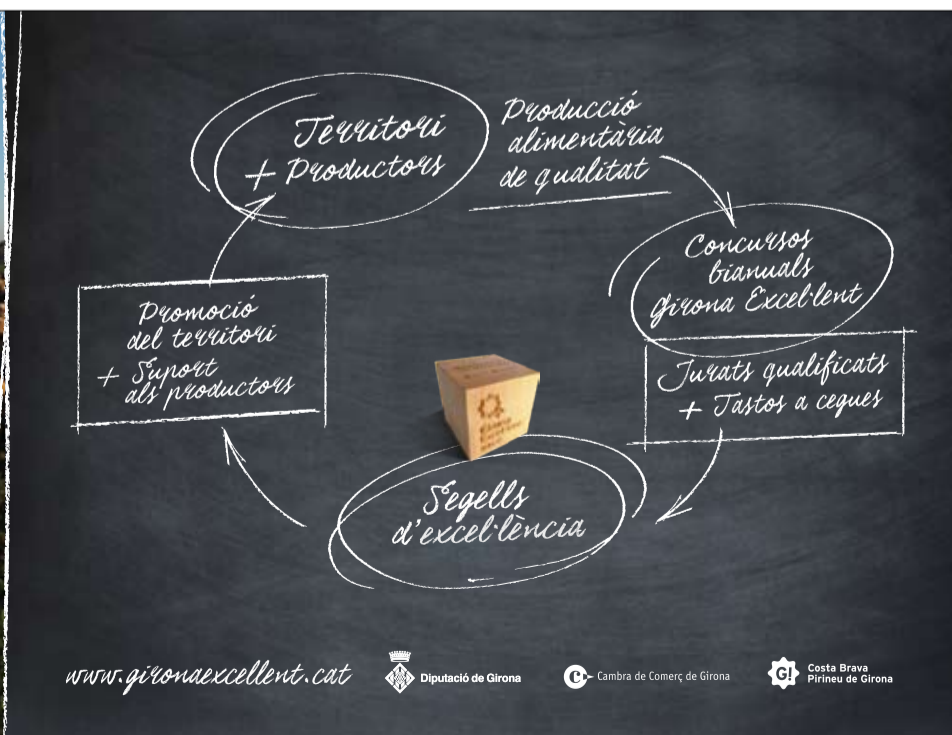 Territori
+ Productors
Producció
alimentària
de qualitat
Concursos
bianuals
Girona Excel·lent
Jurats qualificats
+ Tastos a cegues
Segells
d'excel·lència
Promoció
del territori
+ Suport
als productors
www.gironaexcellent.cat
Diputació de Girona
C
Cambra de Comerç de Girona
G!
Costa Brava
Pirineu de Girona